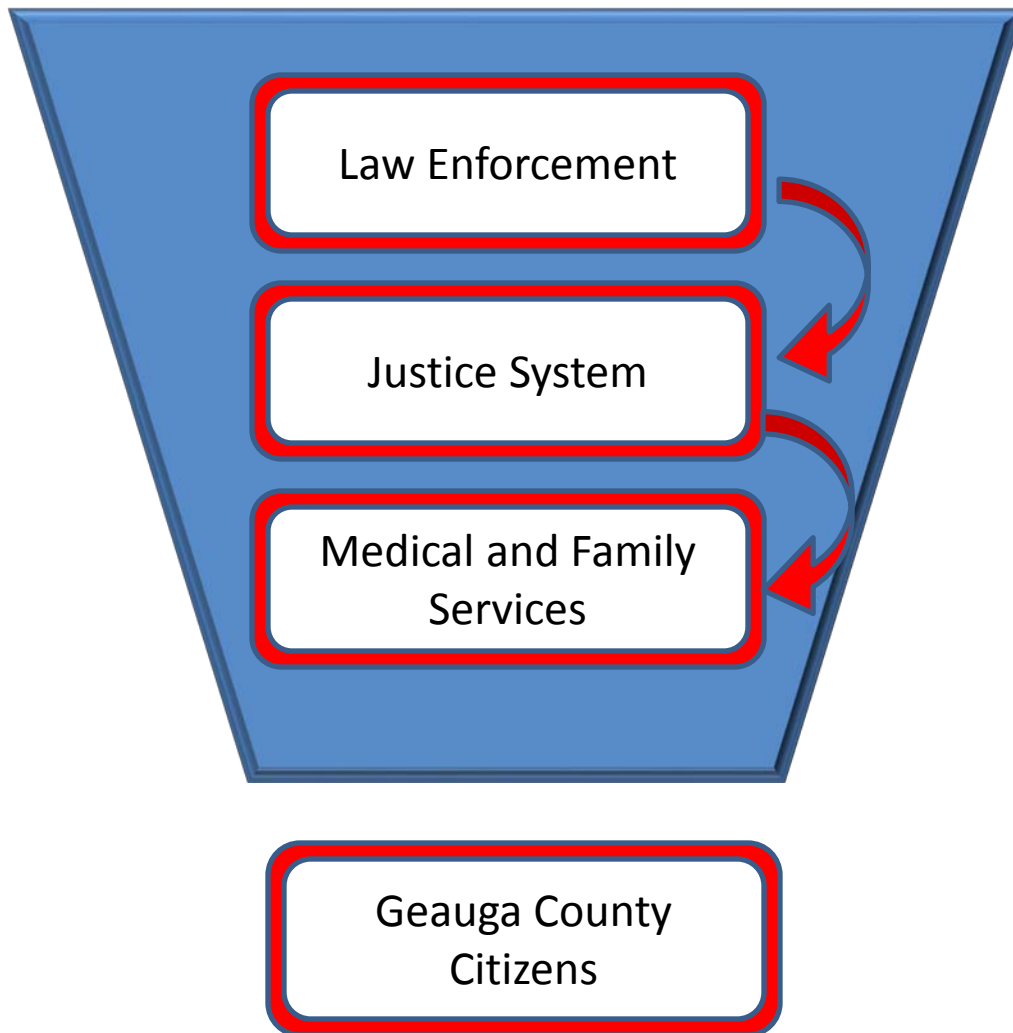 Law Enforcement
Justice System
Medical and Family
Services
Geauga County
Citizens